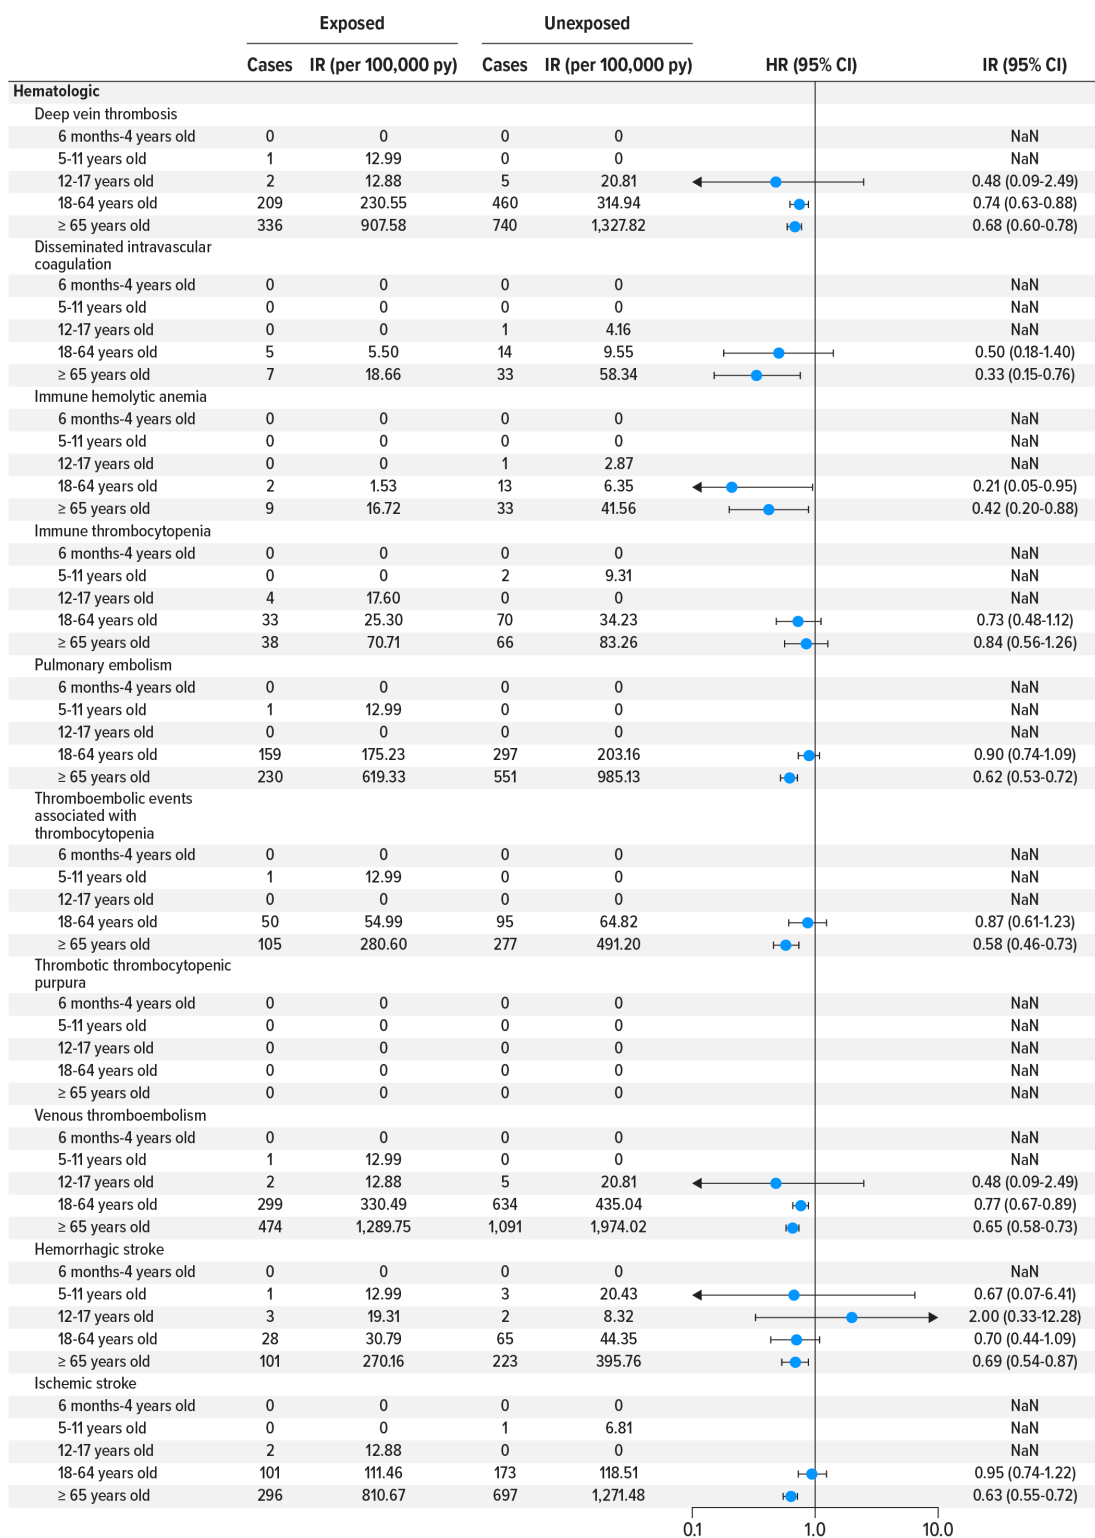 Exposed Unexposed
Cases IR (per 100,000 py) Cases IR (per 100,000 py) HR (95% CI) IR (95% CI)
Hematologic
Deep vein thrombosis
6 months-4 years old 0 0 0 0 NaN
5-11 years old 1 12.99 0 0 NaN
12-17 years old 2 12.88 5 20.81 0.48 (0.09-2.49)
18-64 years old 209 230.55 460 314.94 0.74 (0.63-0.88)
≥ 65 years old 336 907.58 740 1,327.82 0.68 (0.60-0.78)
Disseminated intravascular
coagulation
6 months-4 years old 0 0 0 0 NaN
5-11 years old 0 0 0 0 NaN
12-17 years old 0 0 1 4.16 NaN
18-64 years old 5 5.50 14 9.55 0.50 (0.18-1.40)
≥ 65 years old 7 18.66 33 58.34 0.33 (0.15-0.76)
Immune hemolytic anemia
6 months-4 years old 0 0 0 0 NaN
5-11 years old 0 0 0 0 NaN
12-17 years old 0 0 1 2.87 NaN
18-64 years old 2 1.53 13 6.35 0.21 (0.05-0.95)
≥ 65 years old 9 16.72 33 41.56 0.42 (0.20-0.88)
Immune thrombocytopenia
6 months-4 years old 0 0 0 0 NaN
5-11 years old 0 0 2 9.31 NaN
12-17 years old 4 17.60 0 0 NaN
18-64 years old 33 25.30 70 34.23 0.73 (0.48-1.12)
≥ 65 years old 38 70.71 66 83.26 0.84 (0.56-1.26)
Pulmonary embolism
6 months-4 years old 0 0 0 0 NaN
5-11 years old 1 12.99 0 0 NaN
12-17 years old 0 0 0 0 NaN
18-64 years old 159 175.23 297 203.16 0.90 (0.74-1.09)
≥ 65 years old 230 619.33 551 985.13 0.62 (0.53-0.72)
Thromboembolic events
associated with
thrombocytopenia
6 months-4 years old 0 0 0 0 NaN
5-11 years old 1 12.99 0 0 NaN
12-17 years old 0 0 0 0 NaN
18-64 years old 50 54.99 95 64.82 0.87 (0.61-1.23)
≥ 65 years old 105 280.60 277 491.20 0.58 (0.46-0.73)
Thrombotic thrombocytopenic
purpura
6 months-4 years old 0 0 0 0 NaN
5-11 years old 0 0 0 0 NaN
12-17 years old 0 0 0 0 NaN
18-64 years old 0 0 0 0 NaN
≥ 65 years old 0 0 0 0 NaN
Venous thromboembolism
6 months-4 years old 0 0 0 0 NaN
5-11 years old 1 12.99 0 0 NaN
12-17 years old 2 12.88 5 20.81 0.48 (0.09-2.49)
18-64 years old 299 330.49 634 435.04 0.77 (0.67-0.89)
≥ 65 years old 474 1,289.75 1,091 1,974.02 0.65 (0.58-0.73)
Hemorrhagic stroke
6 months-4 years old 0 0 0 0 NaN
5-11 years old 1 12.99 3 20.43 0.67 (0.07-6.41)
12-17 years old 3 19.31 2 8.32 2.00 (0.33-12.28)
18-64 years old 28 30.79 65 44.35 0.70 (0.44-1.09)
≥ 65 years old 101 270.16 223 395.76 0.69 (0.54-0.87)
Ischemic stroke
6 months-4 years old 0 0 0 0 NaN
5-11 years old 0 0 1 6.81 NaN
12-17 years old 2 12.88 0 0 NaN
18-64 years old 101 111.46 173 118.51 0.95 (0.74-1.22)
≥ 65 years old 296 810.67 697 1,271.48 0.63 (0.55-0.72)
0.1 1.0 10.0